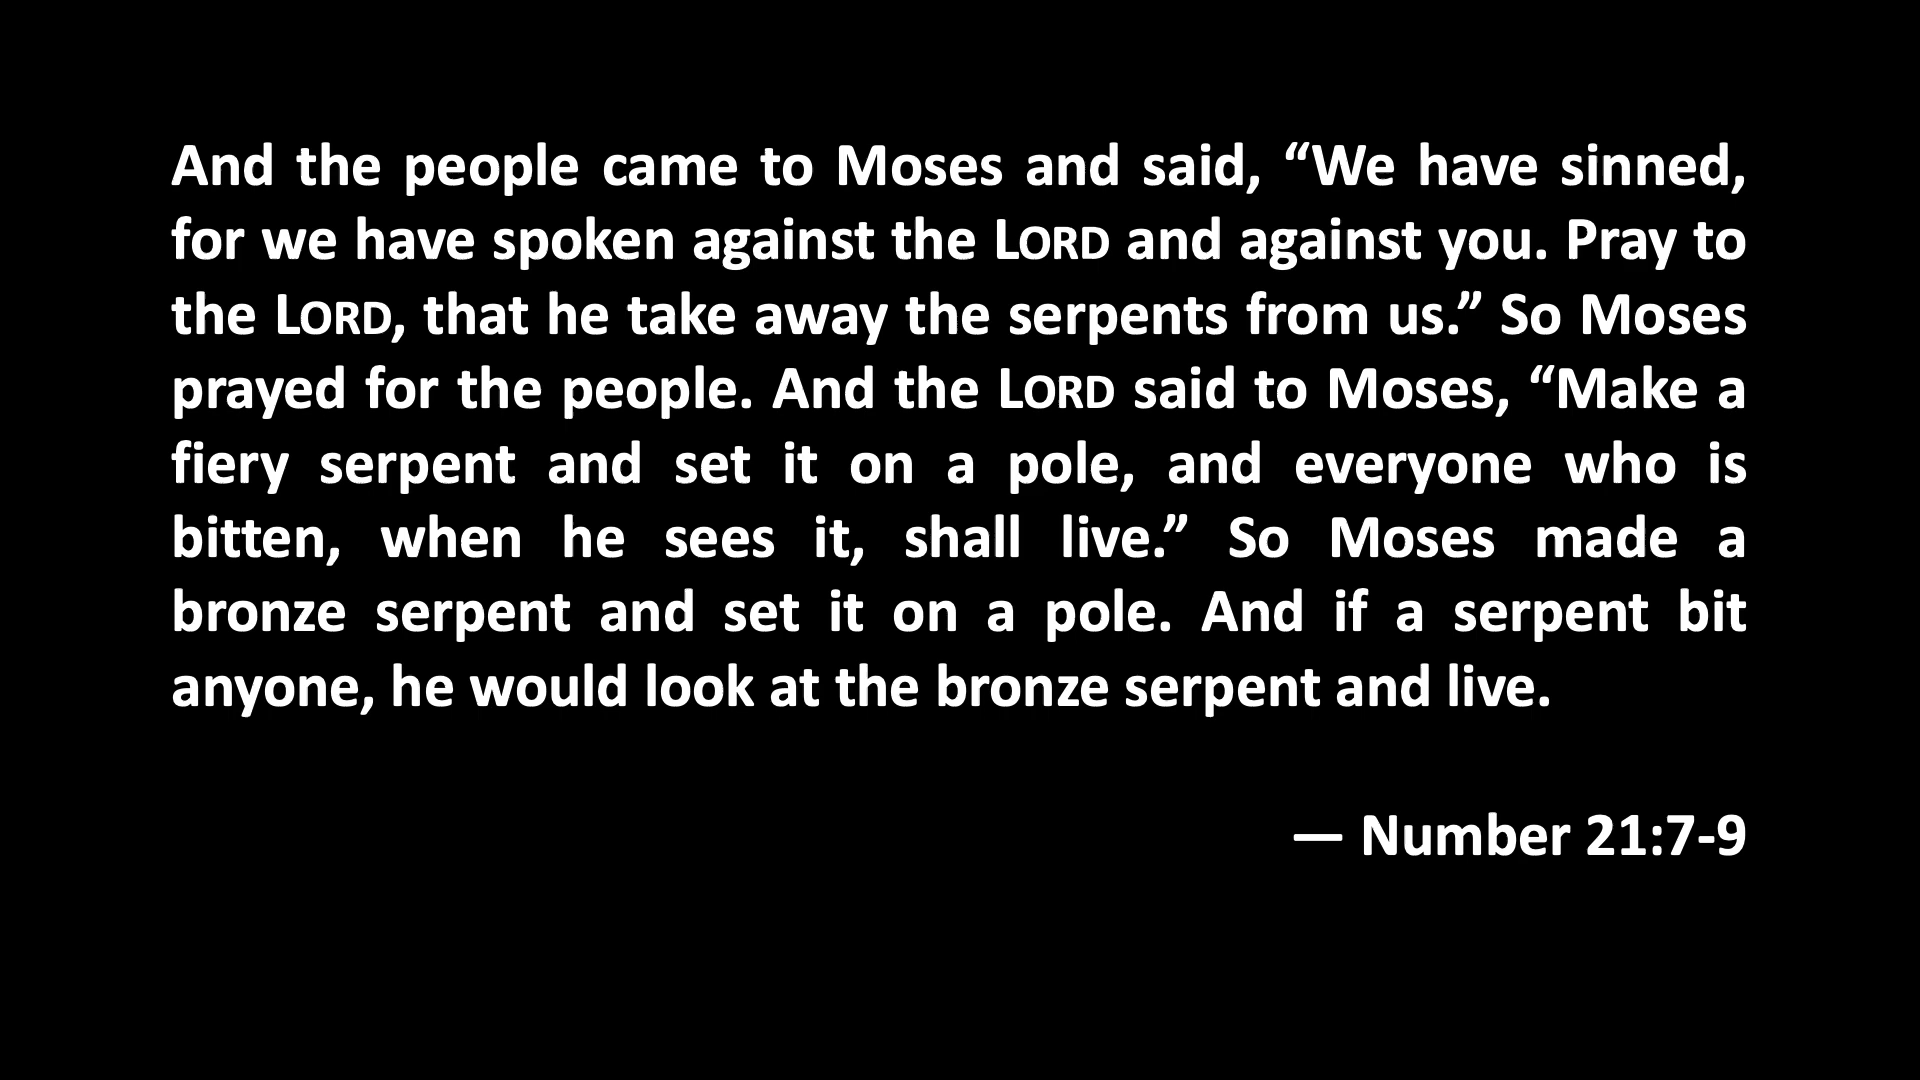 And the people came to Moses and said, “We have sinned,
for we have spoken against the LORD and against you. Pray to
the LORD, that he take away the serpents from us.” So Moses
prayed for the people. And the LORD said to Moses, “Make a
fiery serpent and set it on a pole, and everyone who is
bitten, when he sees it, shall live.” So Moses made a
bronze serpent and set it on a pole. And if a serpent bit
anyone, he would look at the bronze serpent and live.
— Number 21:7-9